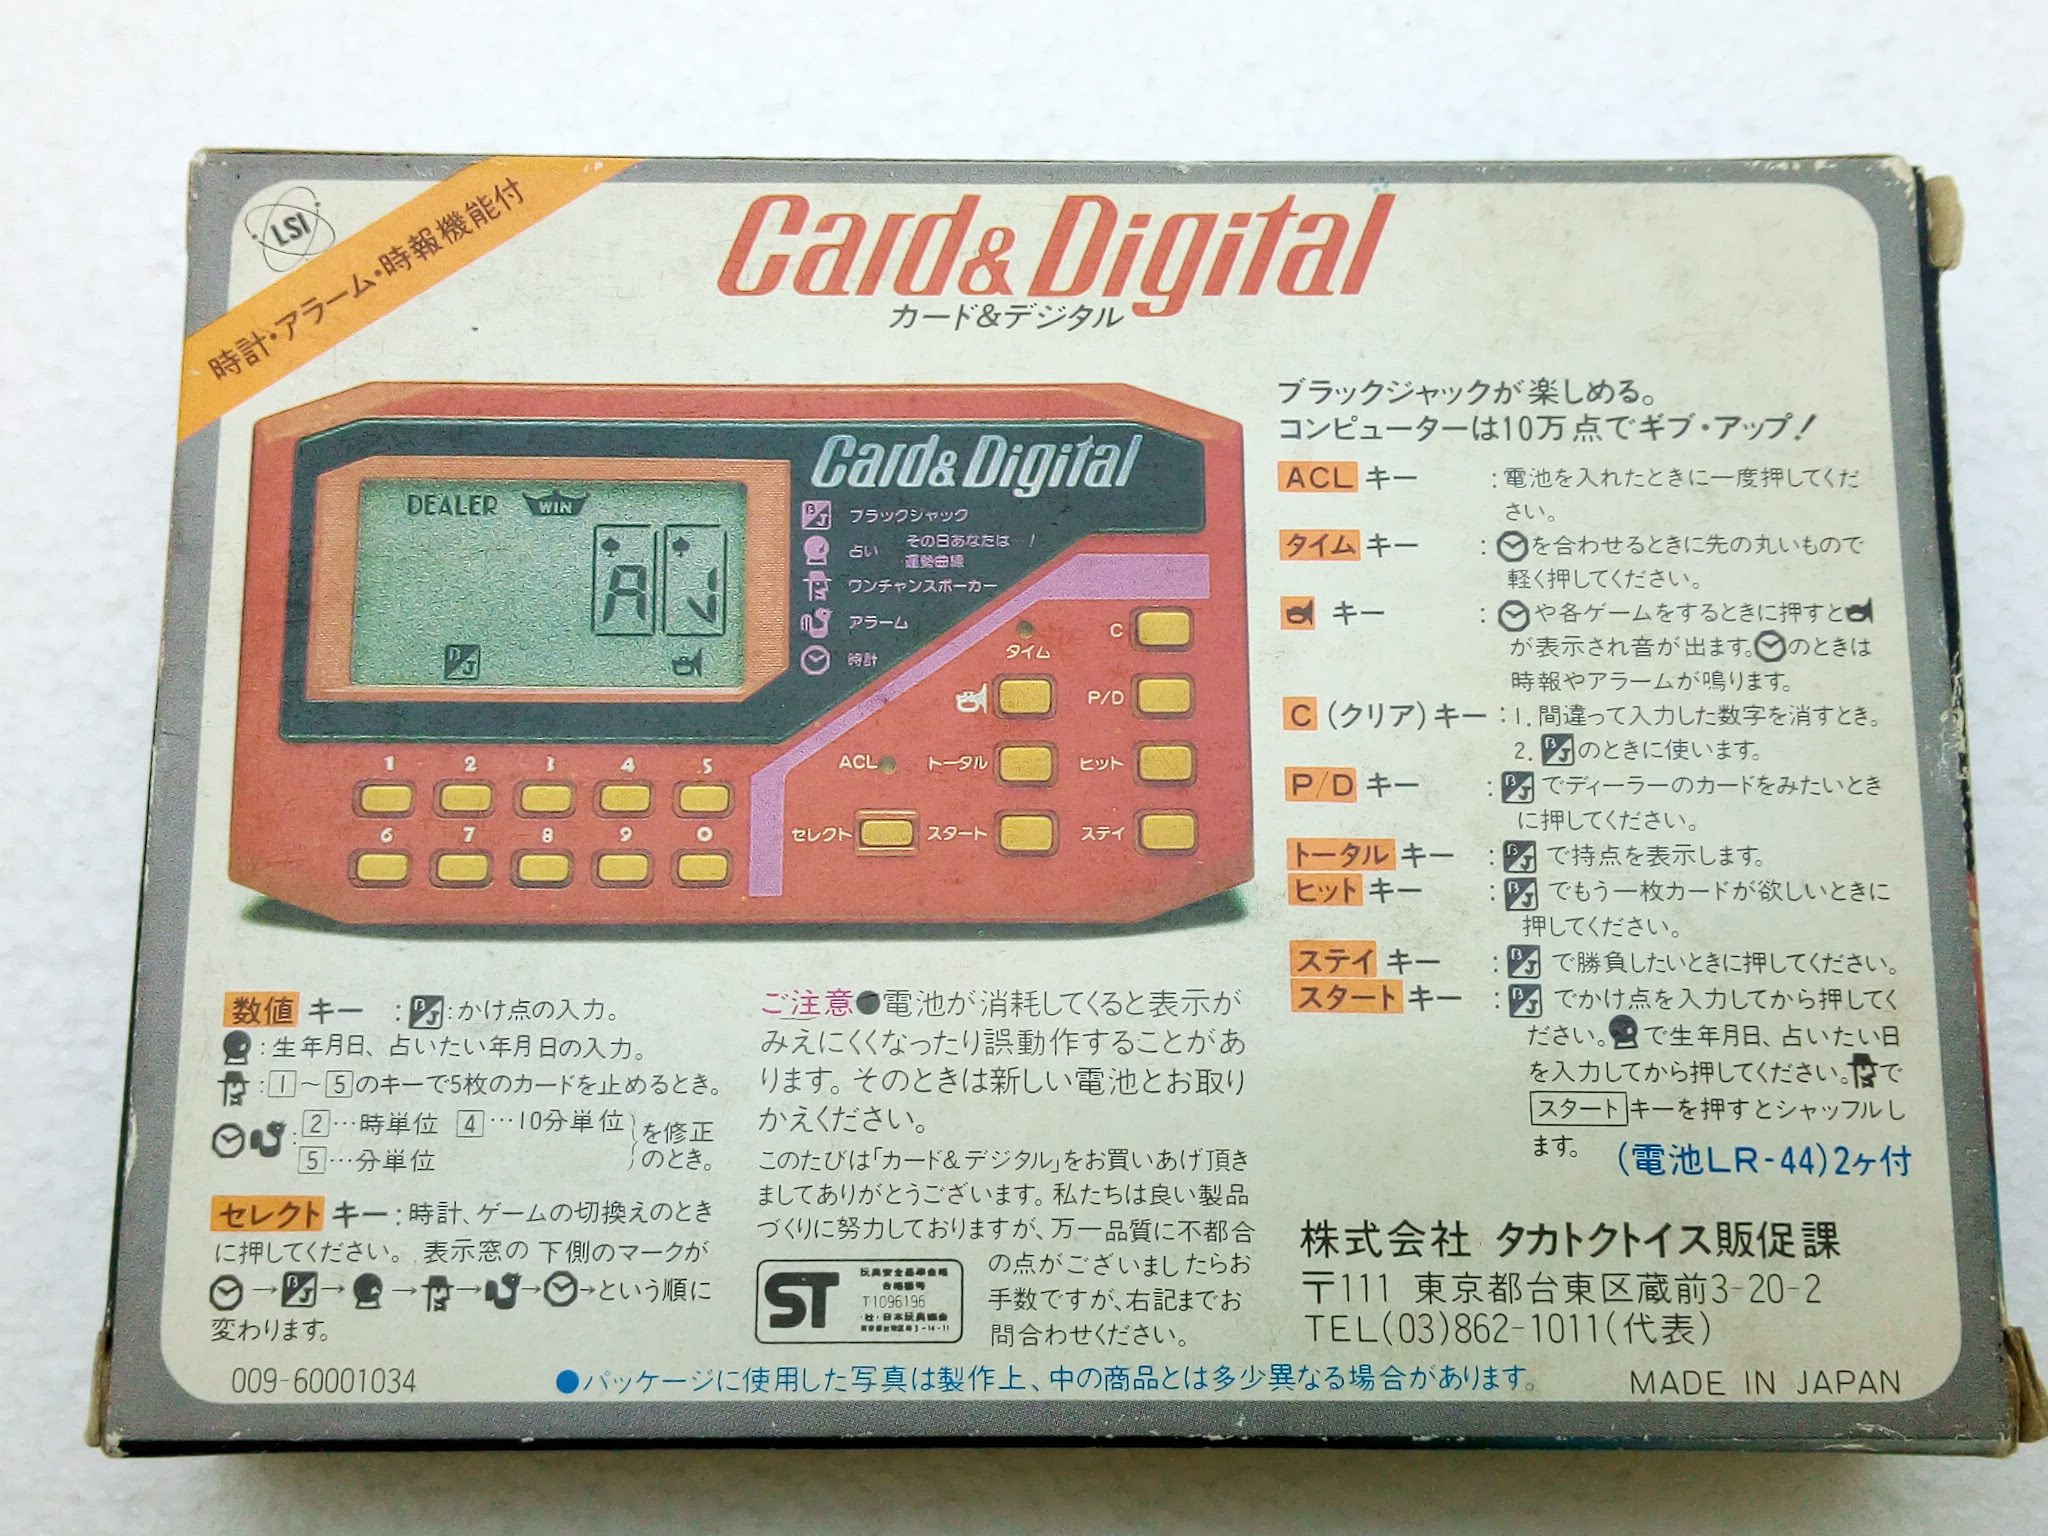 LSI
時計・アラーム・時報機能付
Card & Digital
カード&デジタル
DEALER WIN
A J
B/J
Card & Digital
B/J ブラックジャック
占い その日あなたは !
運勢曲線
ワンチャンスポーカー
アラーム
時計
タイム
C
P/D
ACL
トータル
ヒット
セレクト
スタート
ステイ
1 2 3 4 5
6 7 8 9 0
ブラックジャックが楽しめる。
コンピューターは10万点でギブ・アップ!
ACL キー :電池を入れたときに一度押してくだ
さい。
タイム キー :を合わせるときに先の丸いもので
軽く押してください。
キー :や各ゲームをするときに押すと
が表示され音が出ます。のときは
時報やアラームが鳴ります。
C (クリア) キー :1. 間違って入力した数字を消すとき。
2. B/Jのときに使います。
P/D キー :B/Jでディーラーのカードをみたいとき
に押してください。
トータル キー :B/Jで持点を表示します。
ヒット キー :B/Jでもう一枚カードが欲しいときに
押してください。
ステイ キー :B/Jで勝負したいときに押してください。
スタート キー :B/Jでかけ点を入力してから押してく
ださい。で生年月日、占いたい日
を入力してから押してください。で
スタートキーを押すとシャッフルし
ます。
(電池LR-44)2ヶ付
数値 キー :B/J:かけ点の入力。
:生年月日、占いたい年月日の入力。
:1〜5のキーで5枚のカードを止めるとき。
:2…時単位 4…10分単位
5…分単位
を修正
のとき。
セレクト キー:時計、ゲームの切換えのとき
に押してください。表示窓の下側のマークが
→B/J→→→→→という順に
変わります。
ご注意●電池が消耗してくると表示が
みえにくくなったり誤動作することがあ
ります。そのときは新しい電池とお取り
かえください。
このたびは「カード&デジタル」をお買いあげ頂き
ましてありがとうございます。私たちは良い製品
づくりに努力しておりますが、万一品質に不都合
の点がございましたらお
手数ですが、右記までお
問合わせください。
ST
玩具安全基準合格
合格番号
T1096196
社・日本玩具協会
株式会社 タカトクトイス販促課
〒111 東京都台東区蔵前3-20-2
TEL(03)862-1011(代表)
009-60001034
●パッケージに使用した写真は製作上、中の商品とは多少異なる場合があります。
MADE IN JAPAN